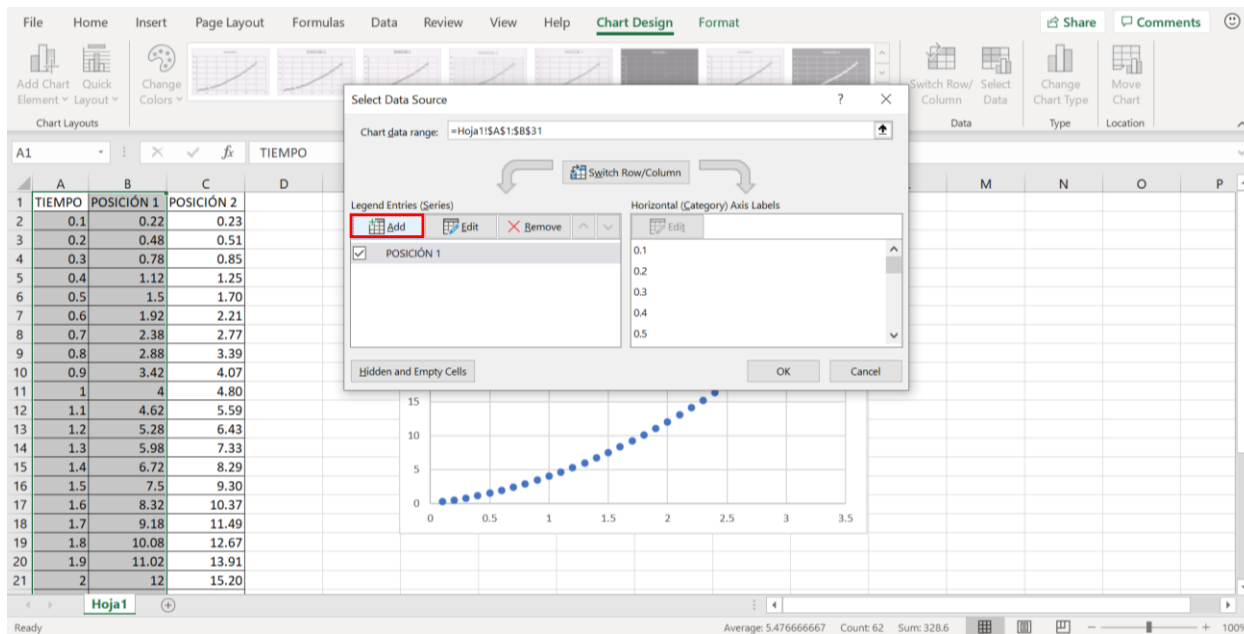 File Home Insert Page Layout Formulas Data Review View Help Chart Design Format Share Comments
Add Chart Element
Quick Layout
Change Colors
Switch Row/ Column
Select Data
Change Chart Type
Move Chart
Chart Layouts Data Type Location
A1 fx TIEMPO
Select Data Source ? ×
Chart data range: =Hoja1!$A$1:$B$31
Switch Row/Column
Legend Entries (Series)
Add Edit Remove
POSICIÓN 1
Horizontal (Category) Axis Labels
Edit
0.1
0.2
0.3
0.4
0.5
Hidden and Empty Cells OK Cancel
A B C D M N O P
1 TIEMPO POSICIÓN 1 POSICIÓN 2
2 0.1 0.22 0.23
3 0.2 0.48 0.51
4 0.3 0.78 0.85
5 0.4 1.12 1.25
6 0.5 1.5 1.70
7 0.6 1.92 2.21
8 0.7 2.38 2.77
9 0.8 2.88 3.39
10 0.9 3.42 4.07
11 1 4 4.80
12 1.1 4.62 5.59
13 1.2 5.28 6.43
14 1.3 5.98 7.33
15 1.4 6.72 8.29
16 1.5 7.5 9.30
17 1.6 8.32 10.37
18 1.7 9.18 11.49
19 1.8 10.08 12.67
20 1.9 11.02 13.91
21 2 12 15.20
15
10
5
0
0 0.5 1 1.5 2 2.5 3 3.5
Hoja1
Ready Average: 5.476666667 Count: 62 Sum: 328.6 100%